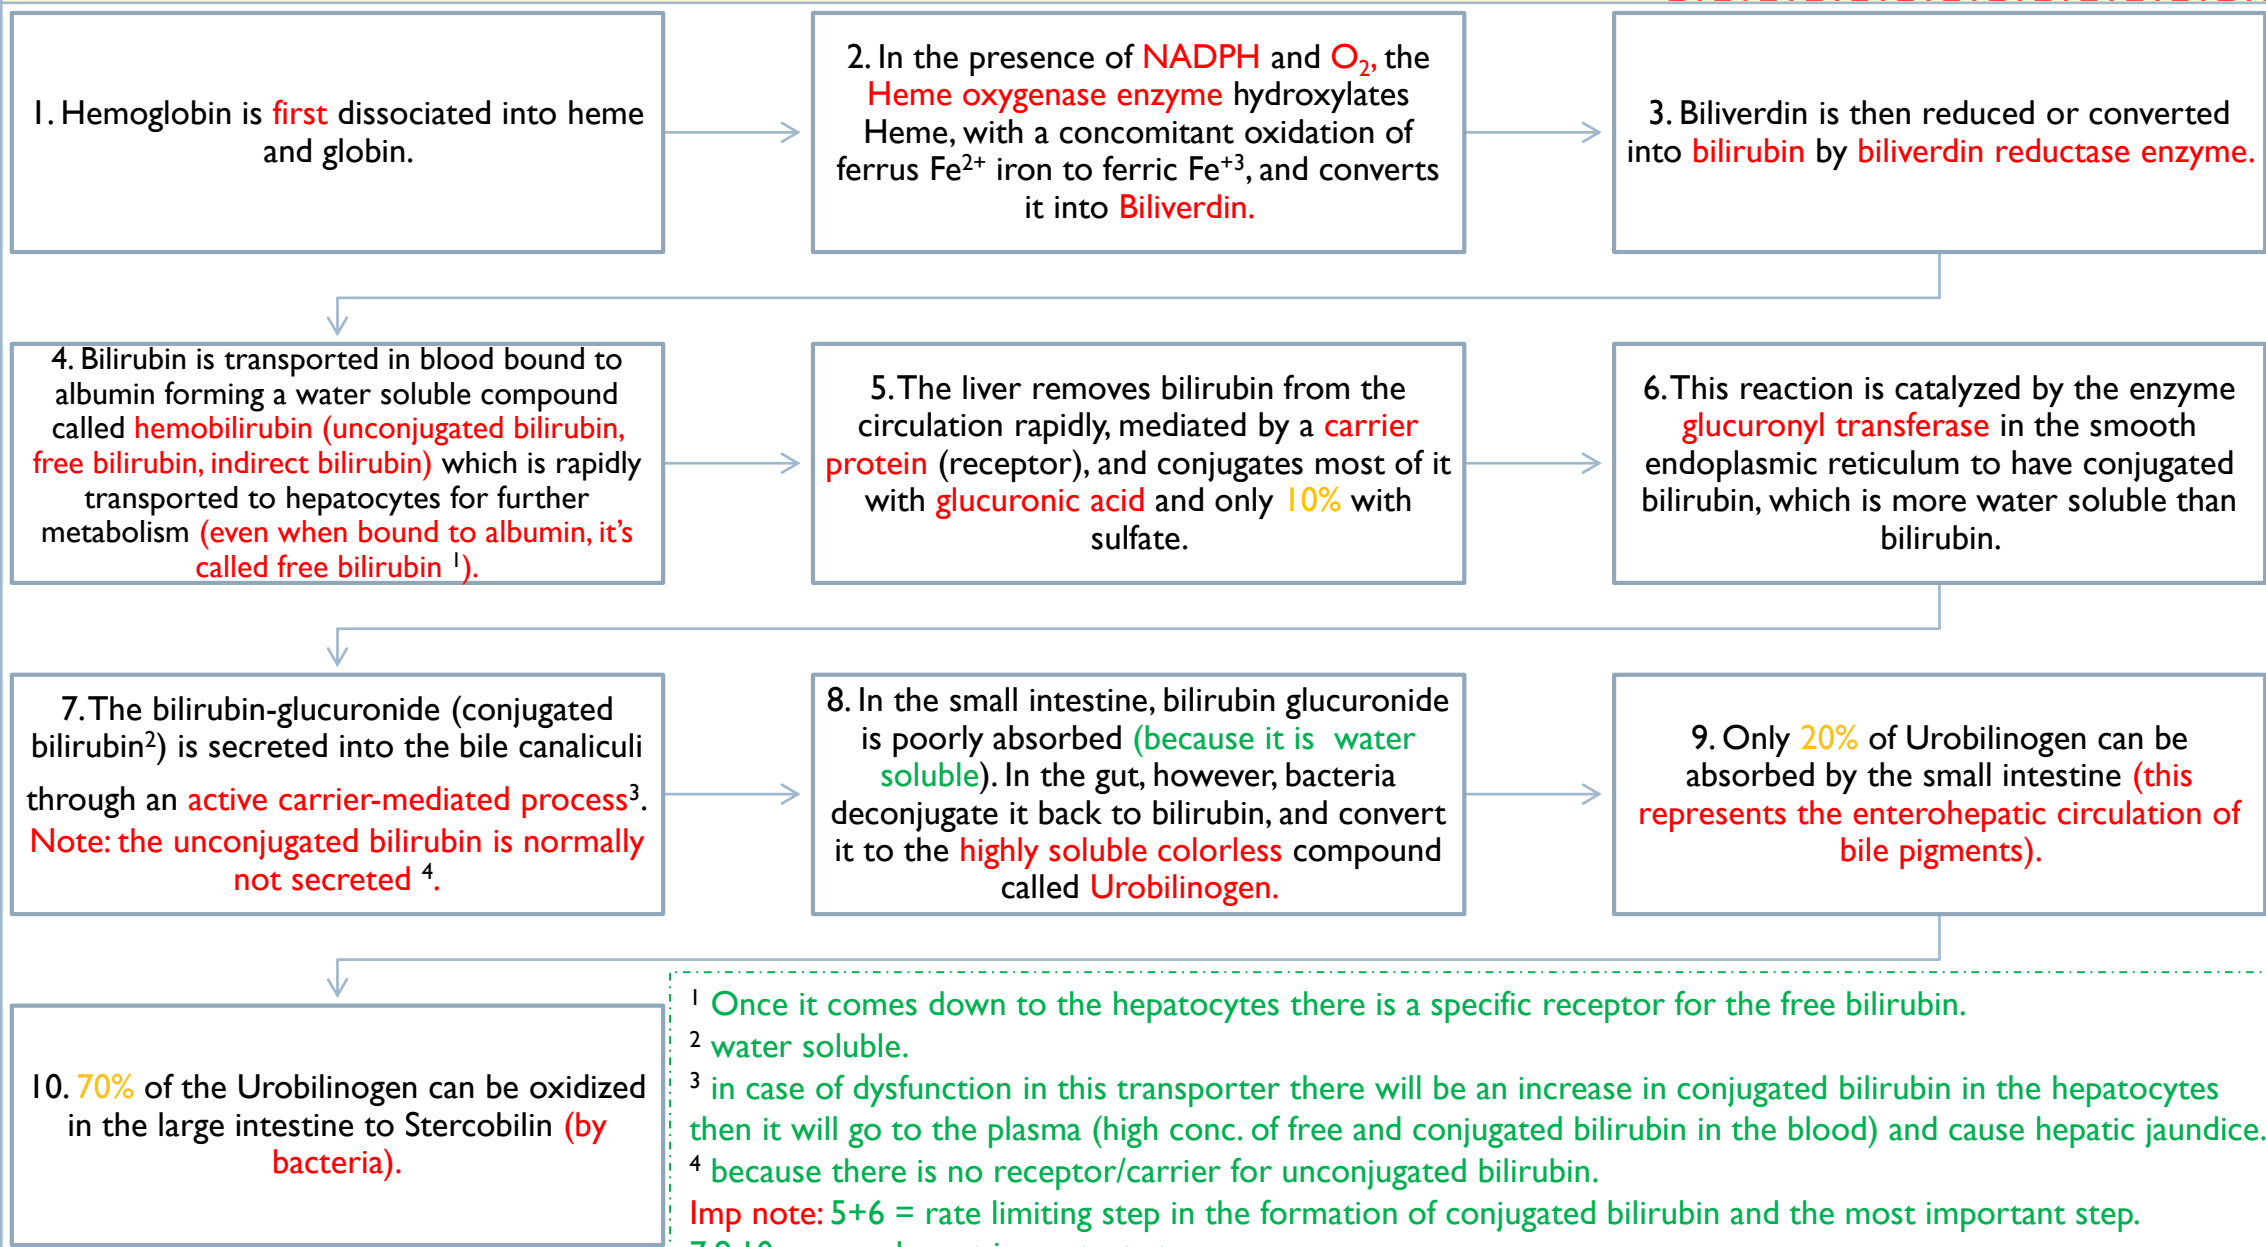 1. Hemoglobin is first dissociated into heme
and globin.
2. In the presence of NADPH and O₂, the
Heme oxygenase enzyme hydroxylates
Heme, with a concomitant oxidation of
ferrus Fe²⁺ iron to ferric Fe⁺³, and converts
it into Biliverdin.
3. Biliverdin is then reduced or converted
into bilirubin by biliverdin reductase enzyme.
4. Bilirubin is transported in blood bound to
albumin forming a water soluble compound
called hemobilirubin (unconjugated bilirubin,
free bilirubin, indirect bilirubin) which is rapidly
transported to hepatocytes for further
metabolism (even when bound to albumin, it’s
called free bilirubin ¹).
5. The liver removes bilirubin from the
circulation rapidly, mediated by a carrier
protein (receptor), and conjugates most of it
with glucuronic acid and only 10% with
sulfate.
6. This reaction is catalyzed by the enzyme
glucuronyl transferase in the smooth
endoplasmic reticulum to have conjugated
bilirubin, which is more water soluble than
bilirubin.
7. The bilirubin-glucuronide (conjugated
bilirubin²) is secreted into the bile canaliculi
through an active carrier-mediated process³.
Note: the unconjugated bilirubin is normally
not secreted ⁴.
8. In the small intestine, bilirubin glucuronide
is poorly absorbed (because it is water
soluble). In the gut, however, bacteria
deconjugate it back to bilirubin, and convert
it to the highly soluble colorless compound
called Urobilinogen.
9. Only 20% of Urobilinogen can be
absorbed by the small intestine (this
represents the enterohepatic circulation of
bile pigments).
10. 70% of the Urobilinogen can be oxidized
in the large intestine to Stercobilin (by
bacteria).
¹ Once it comes down to the hepatocytes there is a specific receptor for the free bilirubin.
² water soluble.
³ in case of dysfunction in this transporter there will be an increase in conjugated bilirubin in the hepatocytes
then it will go to the plasma (high conc. of free and conjugated bilirubin in the blood) and cause hepatic jaundice.
⁴ because there is no receptor/carrier for unconjugated bilirubin.
Imp note: 5+6 = rate limiting step in the formation of conjugated bilirubin and the most important step.